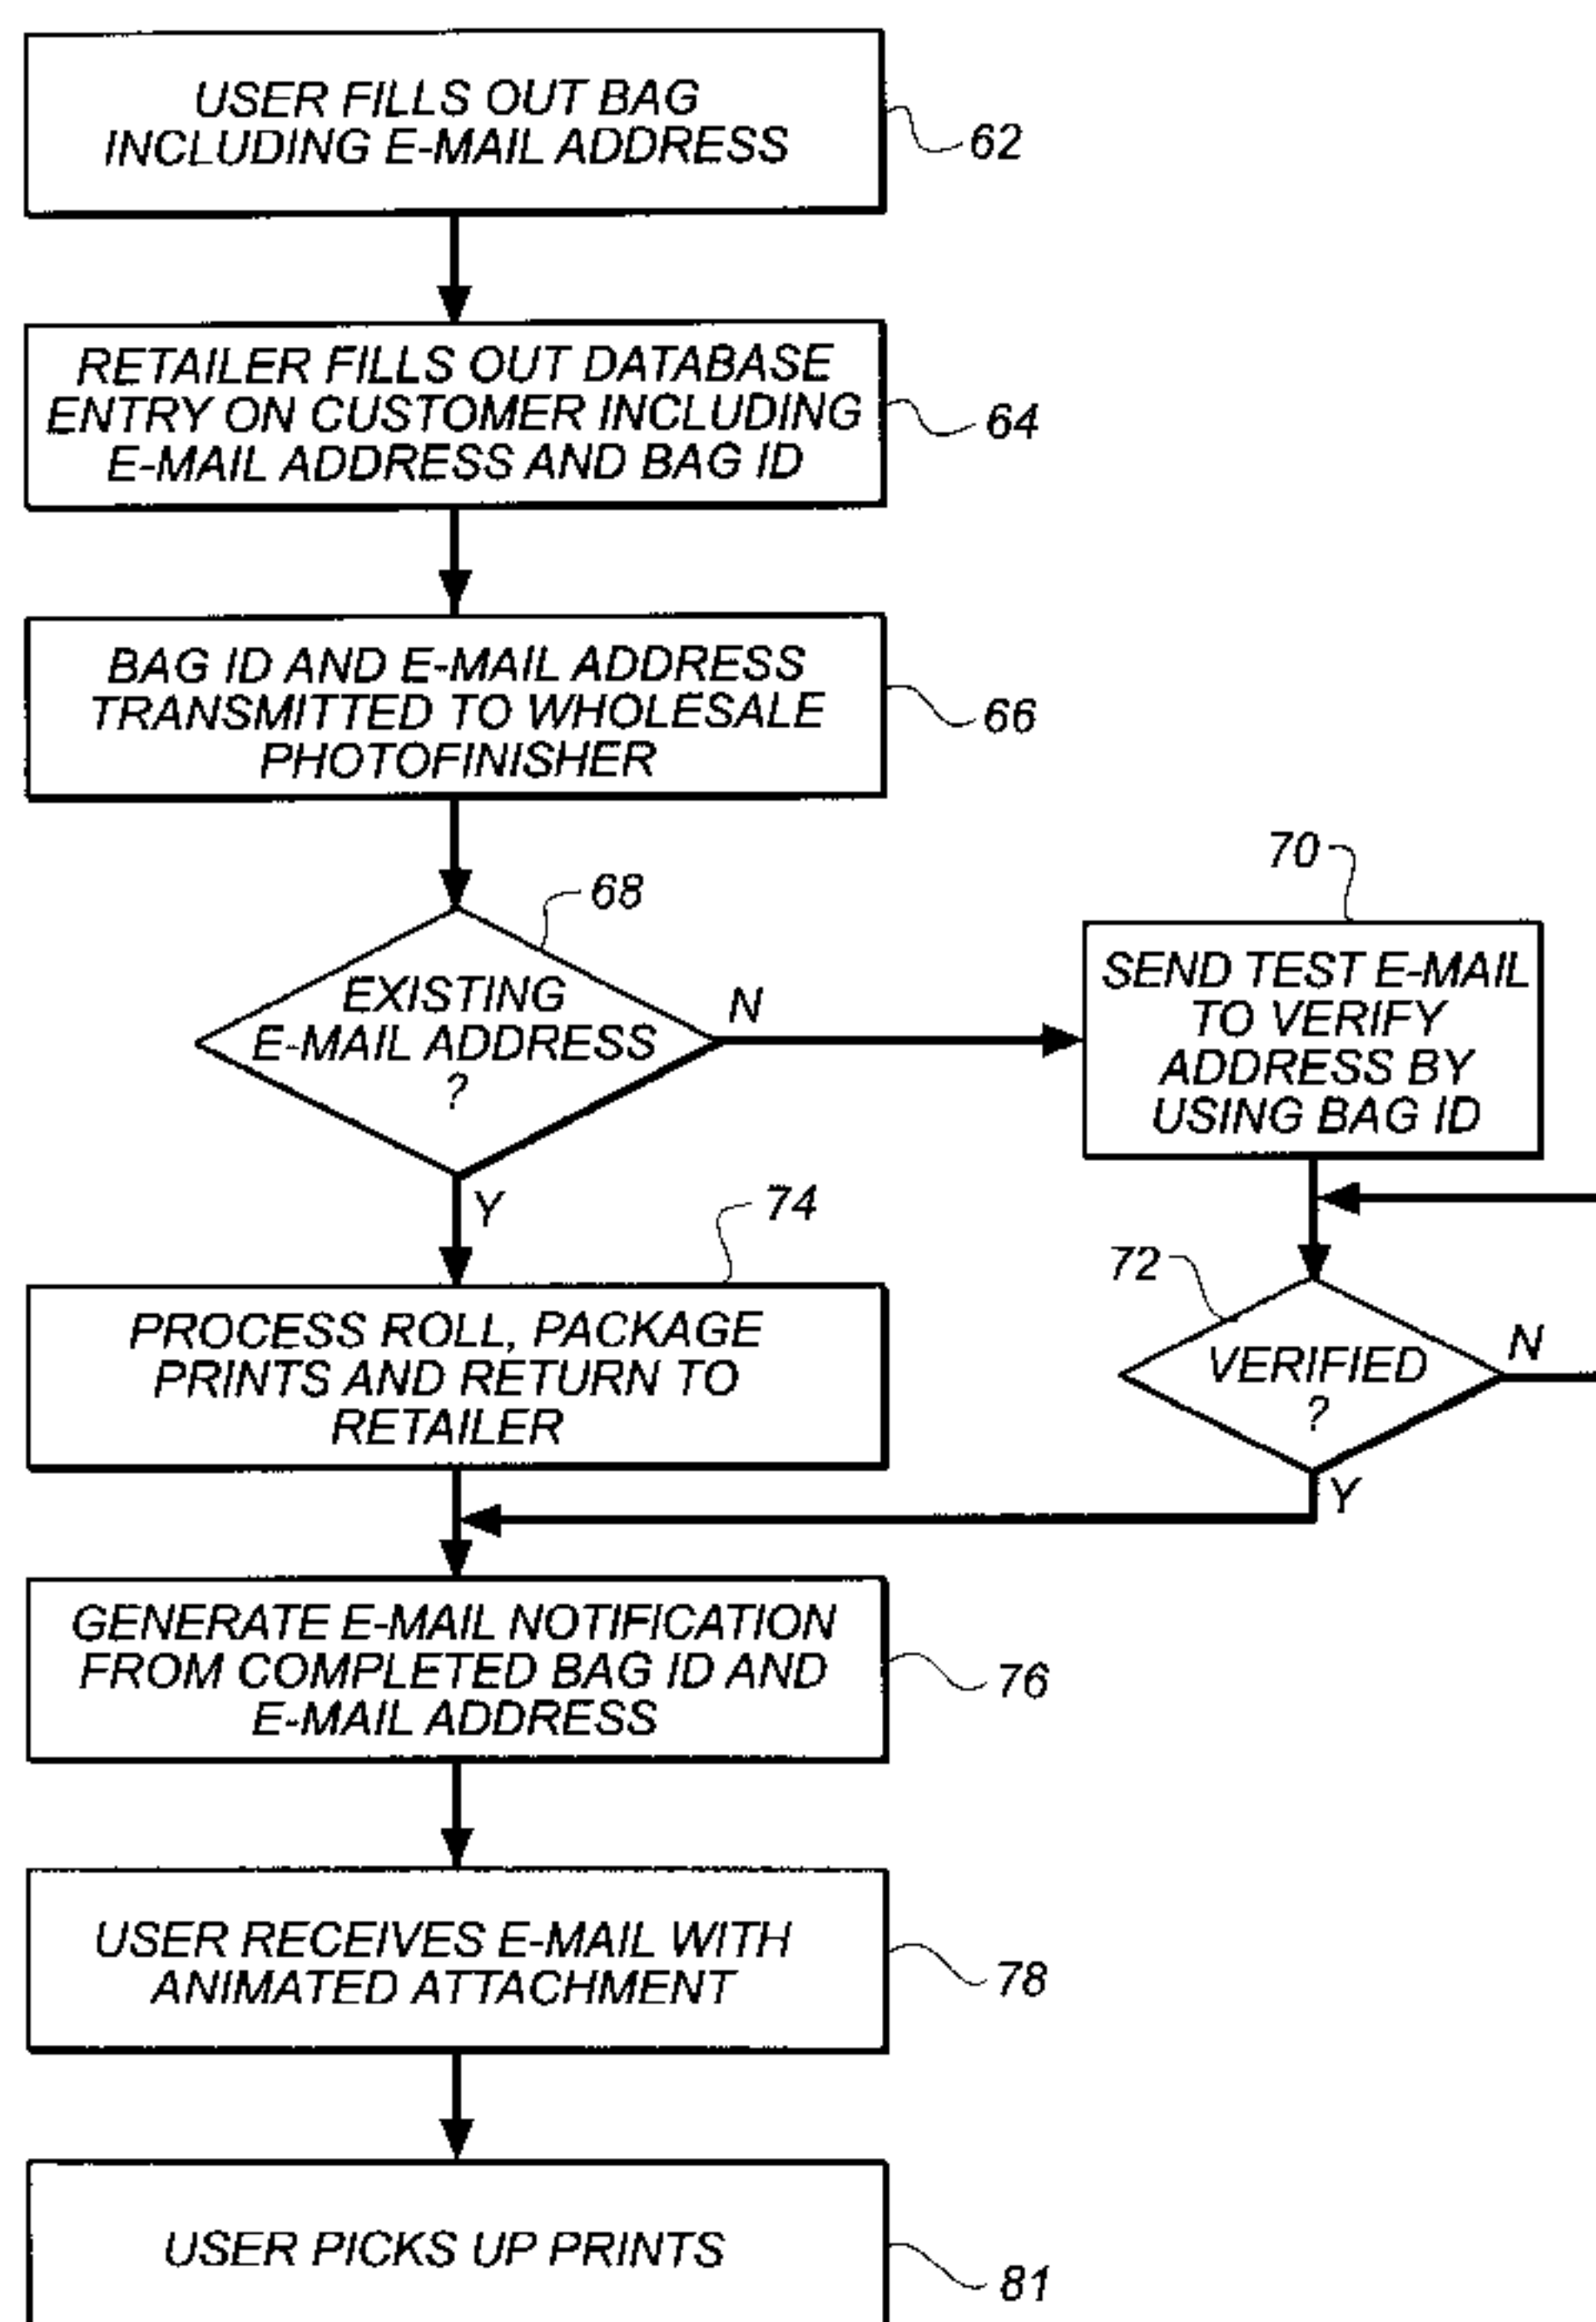 USER FILLS OUT BAG
INCLUDING E-MAIL ADDRESS
62
RETAILER FILLS OUT DATABASE
ENTRY ON CUSTOMER INCLUDING
E-MAIL ADDRESS AND BAG ID
64
BAG ID AND E-MAIL ADDRESS
TRANSMITTED TO WHOLESALE
PHOTOFINISHER
66
68
EXISTING
E-MAIL ADDRESS
?
N
Y
70
SEND TEST E-MAIL
TO VERIFY
ADDRESS BY
USING BAG ID
72
VERIFIED
?
N
Y
74
PROCESS ROLL, PACKAGE
PRINTS AND RETURN TO
RETAILER
GENERATE E-MAIL NOTIFICATION
FROM COMPLETED BAG ID AND
E-MAIL ADDRESS
76
USER RECEIVES E-MAIL WITH
ANIMATED ATTACHMENT
78
USER PICKS UP PRINTS
81